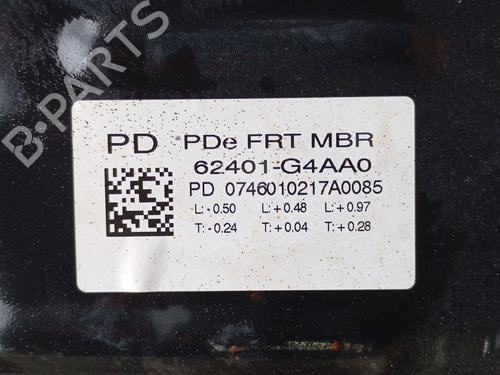 B-PARTS
PD PDe FRT MBR
62401-G4AA0
PD 0746010217A0085
L:-0.50 L:+0.48 L:+0.97
T:-0.24 T:+0.04 T:+0.28